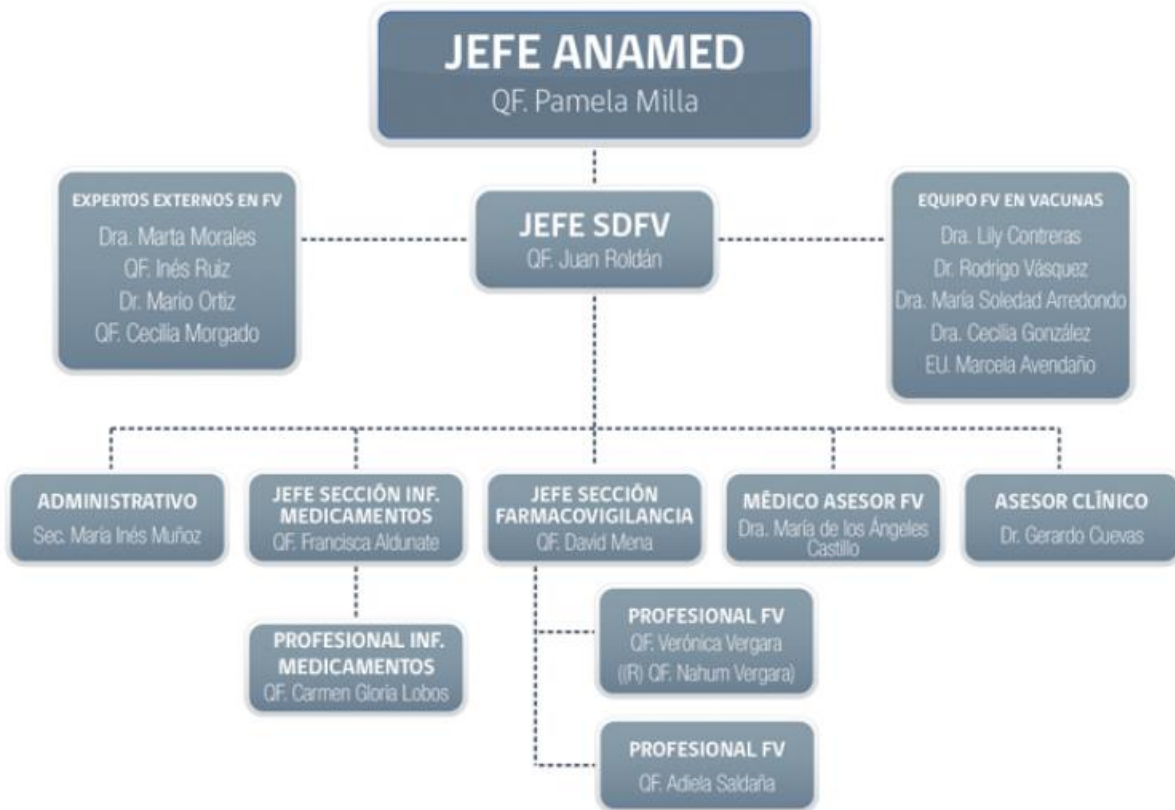 JEFE ANAMED
QF. Pamela Milla
EXPERTOS EXTERNOS EN FV
Dra. Marta Morales
QF. Inés Ruiz
Dr. Mario Ortiz
QF. Cecilia Morgado
JEFE SDFV
QF. Juan Roldán
EQUIPO FV EN VACUNAS
Dra. Lily Contreras
Dr. Rodrigo Vásquez
Dra. María Soledad Arredondo
Dra. Cecilia González
EU. Marcela Avendaño
ADMINISTRATIVO
Sec. María Inés Muñoz
JEFE SECCIÓN INF.
MEDICAMENTOS
QF. Francisca Aldunate
JEFE SECCIÓN
FARMACOVIGILANCIA
QF. David Mena
MÊDICO ASESOR FV
Dra. María de los Ángeles
Castillo
ASESOR CLÎNICO
Dr. Gerardo Cuevas
PROFESIONAL INF.
MEDICAMENTOS
QF. Carmen Gloria Lobos
PROFESIONAL FV
QF. Verónica Vergara
((R) QF. Nahum Vergara)
PROFESIONAL FV
QF. Adiela Saldaña